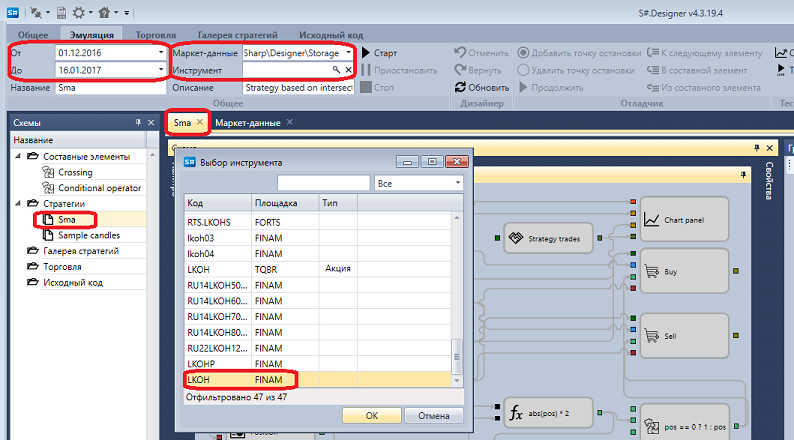 S#
S#.Designer v4.3.19.4
Общее Эмуляция Торговля Галерея стратегий Исходный код
От 01.12.2016 Маркет-данные Sharp\Designer\Storage Старт Отменить Добавить точку остановки К следующему элементу
До 16.01.2017 Инструмент Приостановить Вернуть Удалить точку остановки В составной элемент
Название Sma Описание Strategy based on intersect Стоп Обновить Продолжить Из составного элемента
Общее Дизайнер Отладчик Тес
Схемы
Sma Маркет-данные
Название
Составные элементы
Crossing
Conditional operator
Стратегии
Sma
Sample candles
Галерея стратегий
Торговля
Исходный код
Свойства
S# Выбор инструмента
Все
Код Площадка Тип
RTS.LKOHS FORTS
lkoh03 FINAM
lkoh04 FINAM
LKOH TQBR Акция
RU14LKOH50... FINAM
RU14LKOH60... FINAM
RU14LKOH70... FINAM
RU14LKOH80... FINAM
RU22LKOH12... FINAM
LKOHP FINAM
LKOH FINAM
Отфильтровано 47 из 47
OK Отмена
Strategy trades
Chart panel
Buy
Sell
abs(pos) * 2
pos == 0 ? 1 : pos